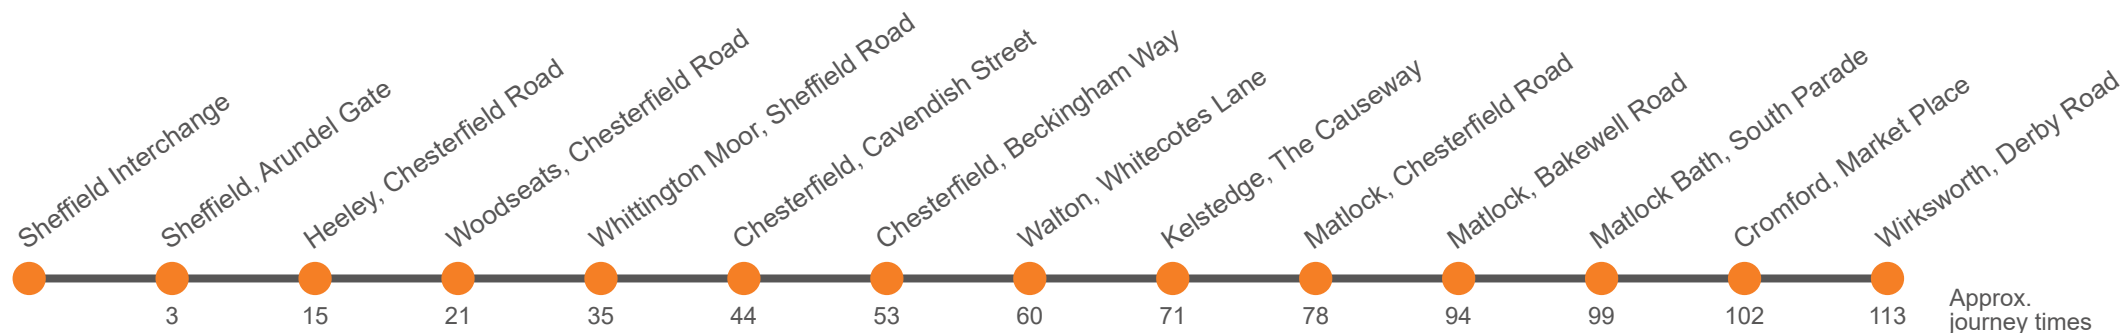 Sheffield Interchange
Sheffield, Arundel Gate
Heeley, Chesterfield Road
Woodseats, Chesterfield Road
Whittington Moor, Sheffield Road
Chesterfield, Cavendish Street
Chesterfield, Beckingham Way
Walton, Whitecotes Lane
Kelstedge, The Causeway
Matlock, Chesterfield Road
Matlock, Bakewell Road
Matlock Bath, South Parade
Cromford, Market Place
Wirksworth, Derby Road
3 15 21 35 44 53 60 71 78 94 99 102 113
Approx.
journey times